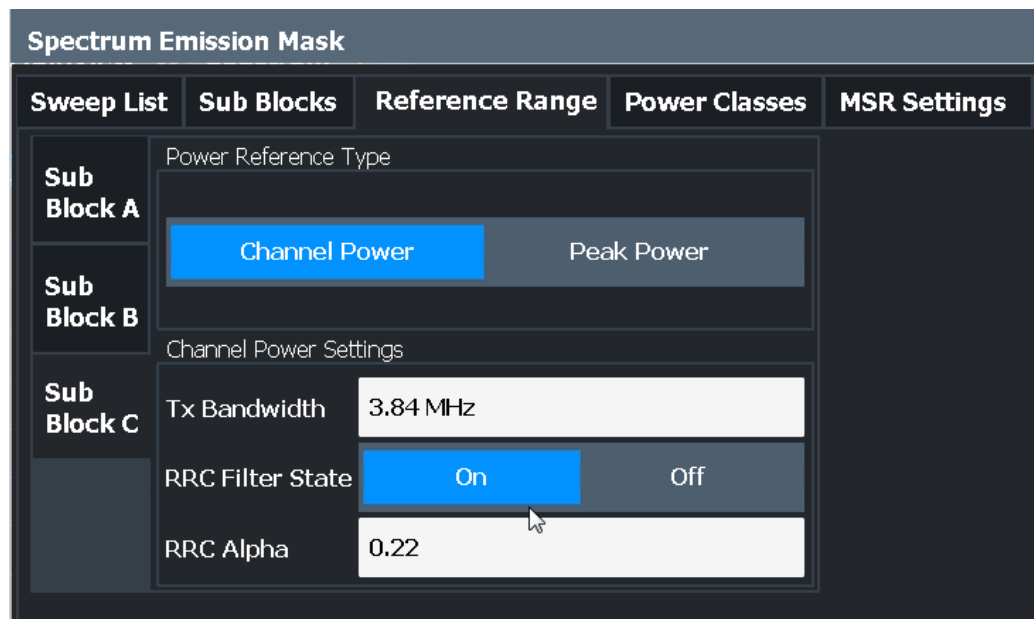 Spectrum Emission Mask
Sweep List Sub Blocks Reference Range Power Classes MSR Settings
Sub
Block A
Sub
Block B
Sub
Block C
Power Reference Type
Channel Power Peak Power
Channel Power Settings
Tx Bandwidth 3.84 MHz
RRC Filter State On Off
RRC Alpha 0.22